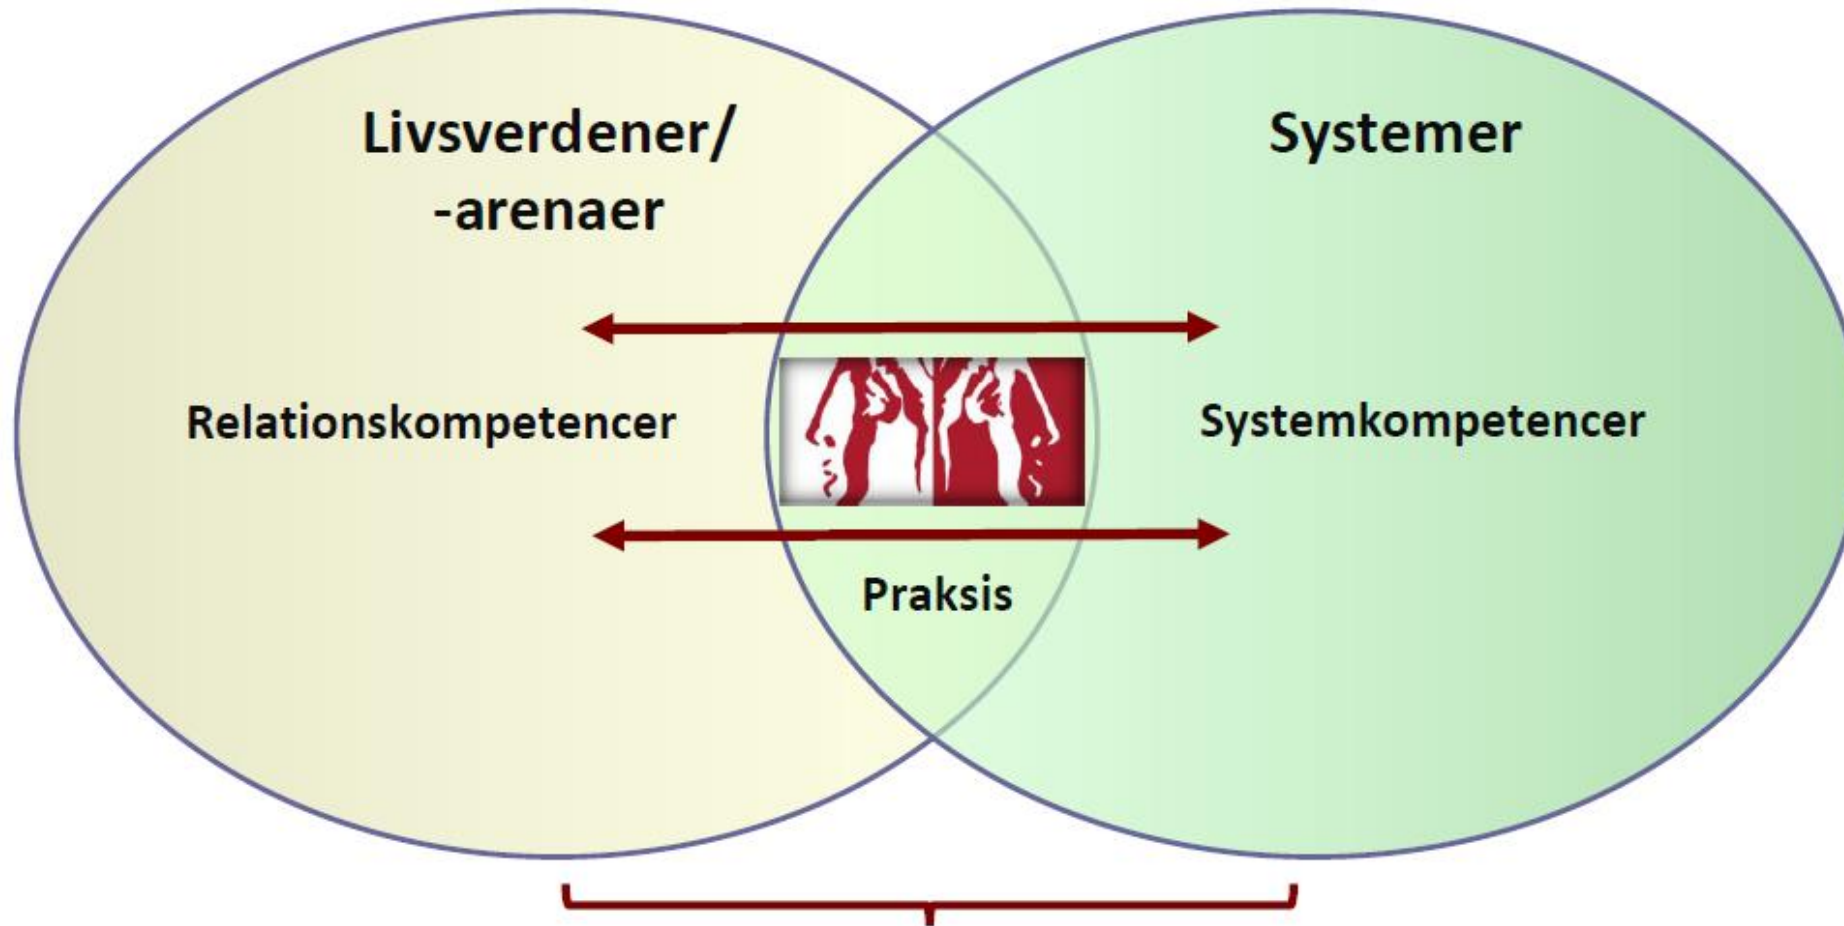 Livsverdener/
-arenaer
Systemer
Relationskompetencer
Systemkompetencer
Praksis